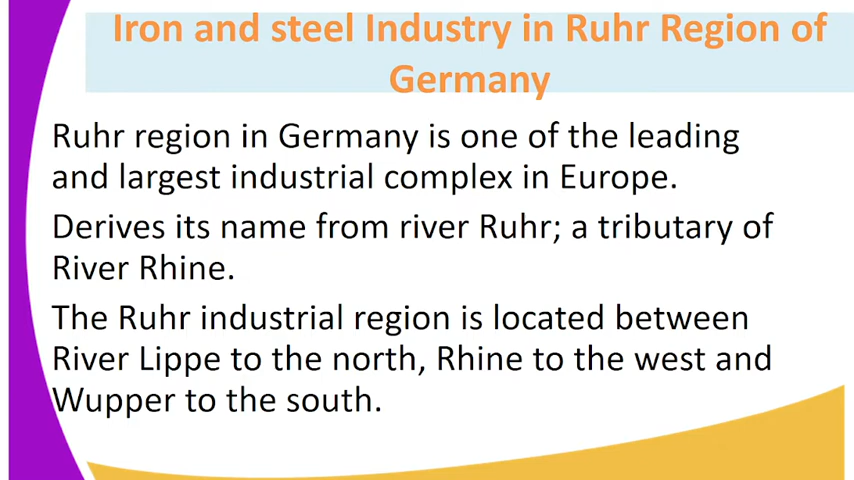 Iron and steel Industry in Ruhr Region of
Germany
Ruhr region in Germany is one of the leading
and largest industrial complex in Europe.
Derives its name from river Ruhr; a tributary of
River Rhine.
The Ruhr industrial region is located between
River Lippe to the north, Rhine to the west and
Wupper to the south.